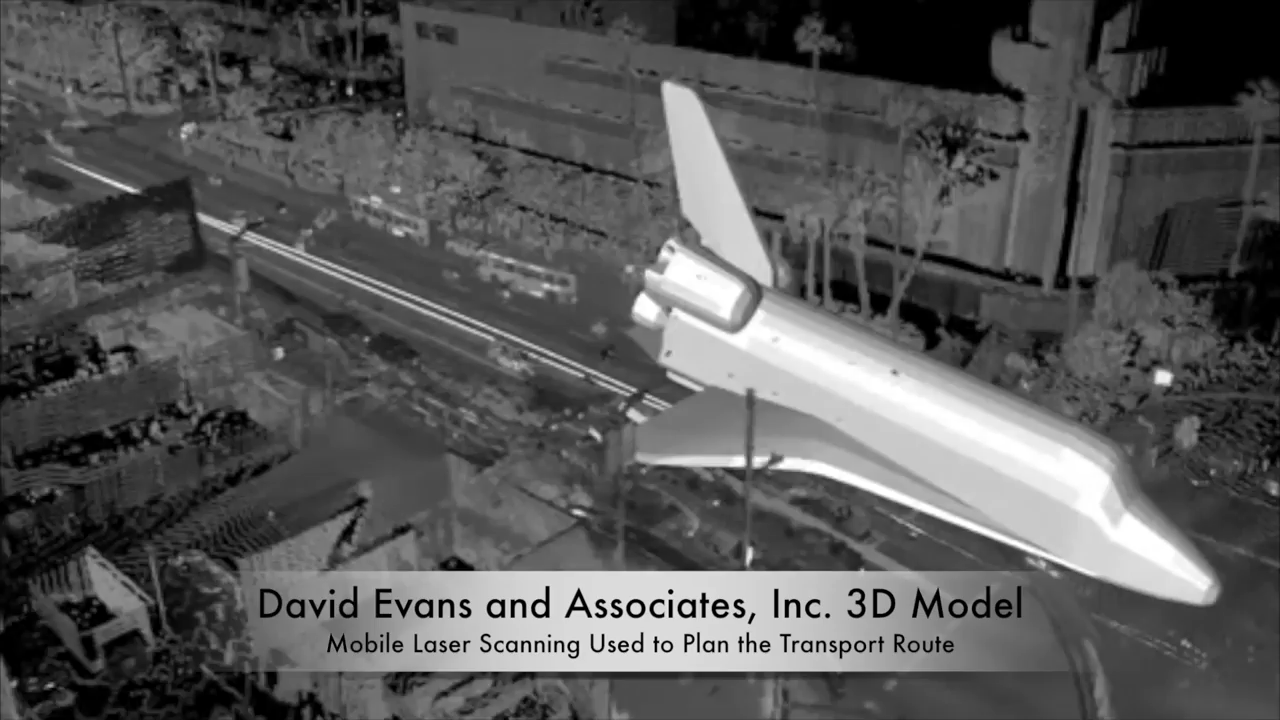 David Evans and Associates, Inc. 3D Model
Mobile Laser Scanning Used to Plan the Transport Route